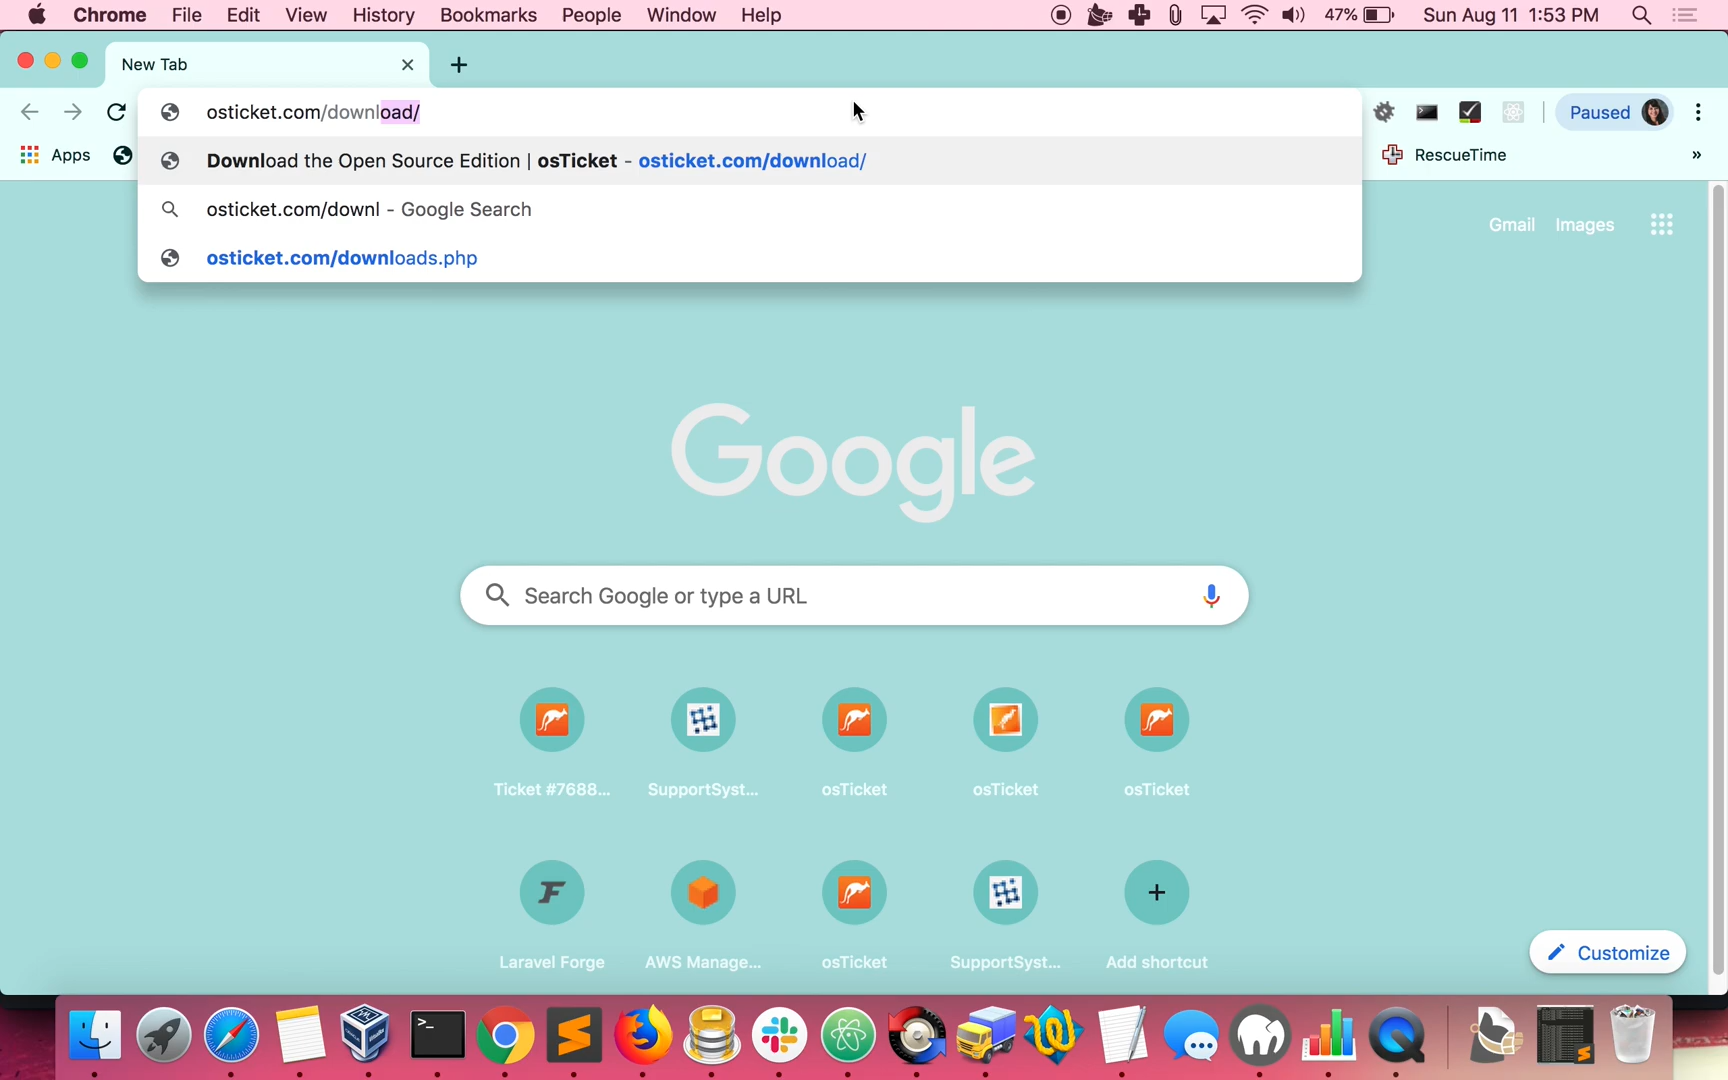 Chrome File Edit View History Bookmarks People Window Help 47% Sun Aug 11 1:53 PM
New Tab
osticket.com/download/
Paused
Apps
Download the Open Source Edition | osTicket - osticket.com/download/
RescueTime
»
osticket.com/downl - Google Search
Gmail Images
osticket.com/downloads.php
Google
Search Google or type a URL
Ticket #7688... SupportSyst... osTicket osTicket osTicket
Laravel Forge AWS Manage... osTicket SupportSyst... Add shortcut
Customize